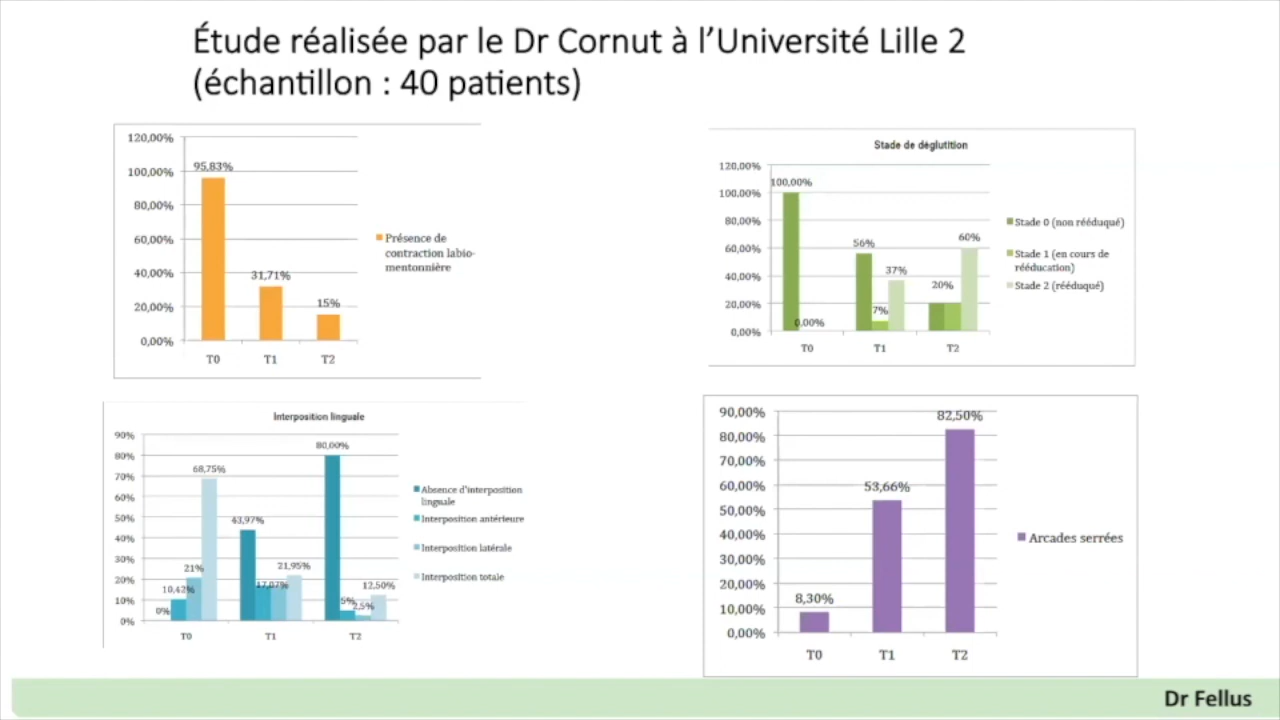 Étude réalisée par le Dr Cornut à l'Université Lille 2
(échantillon : 40 patients)
120,00%
100,00%
80,00%
60,00%
40,00%
20,00%
0,00%
95,83%
31,71%
15%
T0 T1 T2
Présence de
contraction labio-
mentonnière
Stade de déglutition
120,00%
100,00%
80,00%
60,00%
40,00%
20,00%
0,00%
100,00%
0,00%
56%
7%
37%
20%
60%
T0 T1 T2
Stade 0 (non rééduqué)
Stade 1 (en cours de
rééducation)
Stade 2 (rééduqué)
Interposition linguale
90%
80%
70%
60%
50%
40%
30%
20%
10%
0%
0%
10,42%
21%
68,75%
43,97%
17,07%
21,95%
80,00%
5%
2,5%
12,50%
T0 T1 T2
Absence d'interposition
linguale
Interposition antérieure
Interposition latérale
Interposition totale
90,00%
80,00%
70,00%
60,00%
50,00%
40,00%
30,00%
20,00%
10,00%
0,00%
8,30%
53,66%
82,50%
T0 T1 T2
Arcades serrées
Dr Fellus